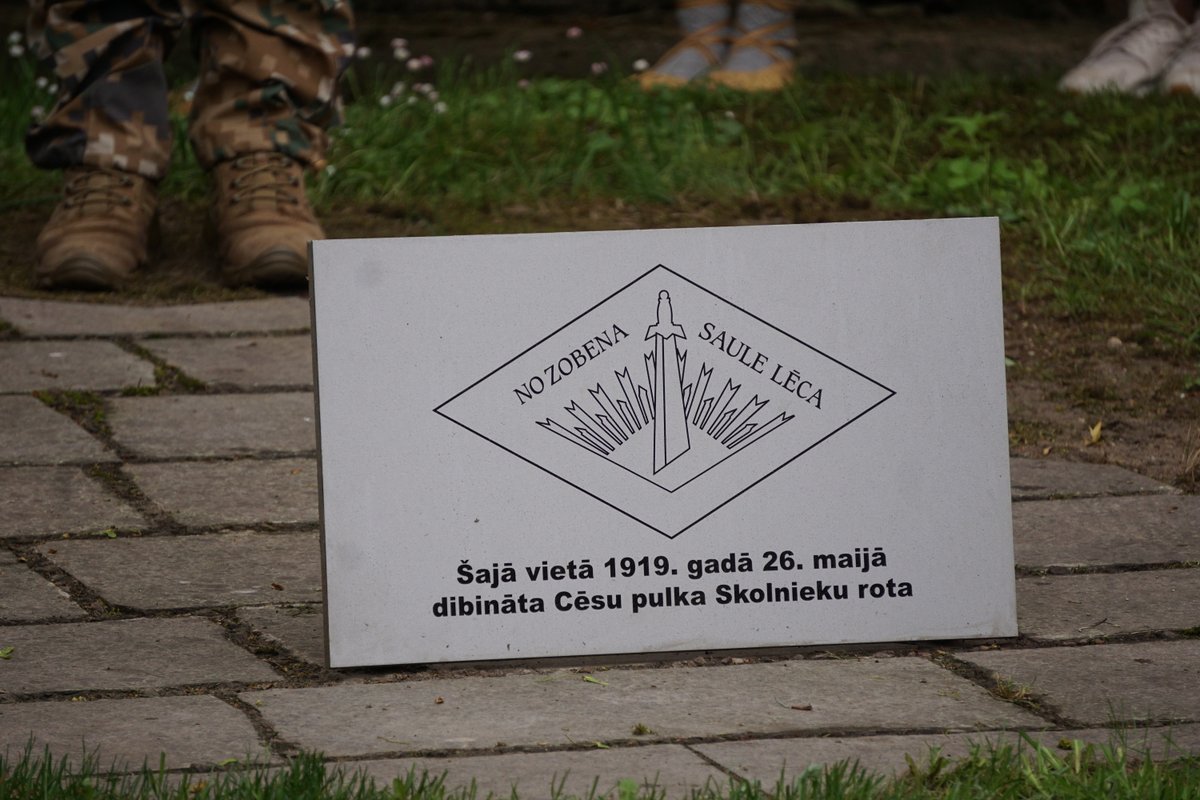 NO ZOBENA SAULE LĒCA
Šajā vietā 1919. gadā 26. maijā
dibināta Cēsu pulka Skolnieku rota